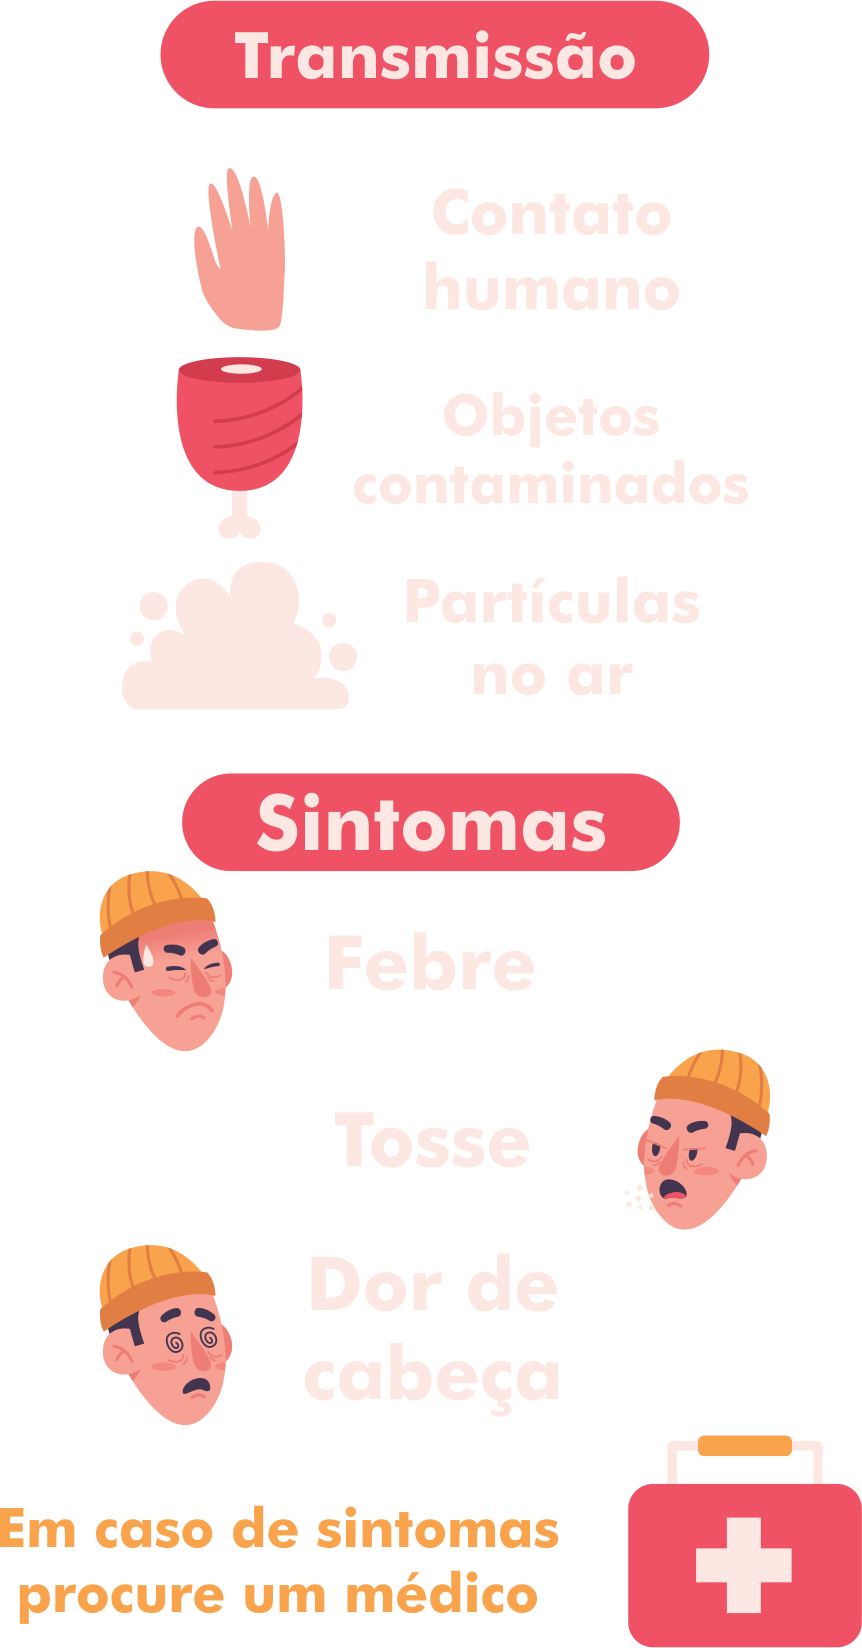 Transmissão
Contato
humano
Objetos
contaminados
Partículas
no ar
Sintomas
Febre
Tosse
Dor de
cabeça
Em caso de sintomas
procure um médico